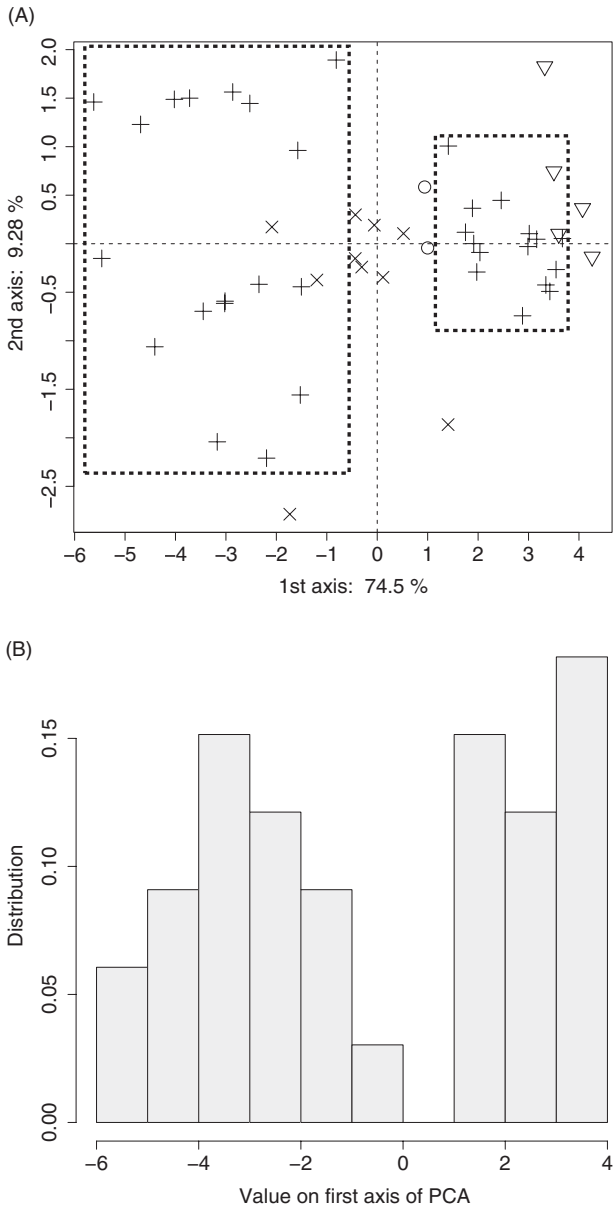 (A)
2nd axis: 9.28 %
2.0
1.5
1.0
0.5
−0.5
−1.5
−2.5
−6 −5 −4 −3 −2 −1 0 1 2 3 4
1st axis: 74.5 %
(B)
Distribution
0.15
0.10
0.05
0.00
−6 −4 −2 0 2 4
Value on first axis of PCA